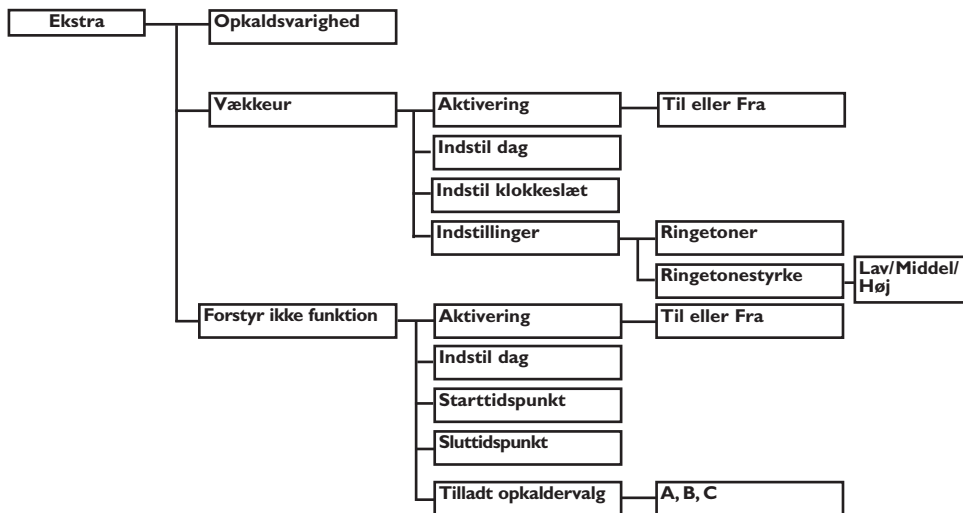 Ekstra
Opkaldsvarighed
Vækkeur
Aktivering
Til eller Fra
Indstil dag
Indstil klokkeslæt
Indstillinger
Ringetoner
Ringetonestyrke
Lav/Middel/
Høj
Forstyr ikke funktion
Aktivering
Til eller Fra
Indstil dag
Starttidspunkt
Sluttidspunkt
Tilladt opkaldervalg
A, B, C